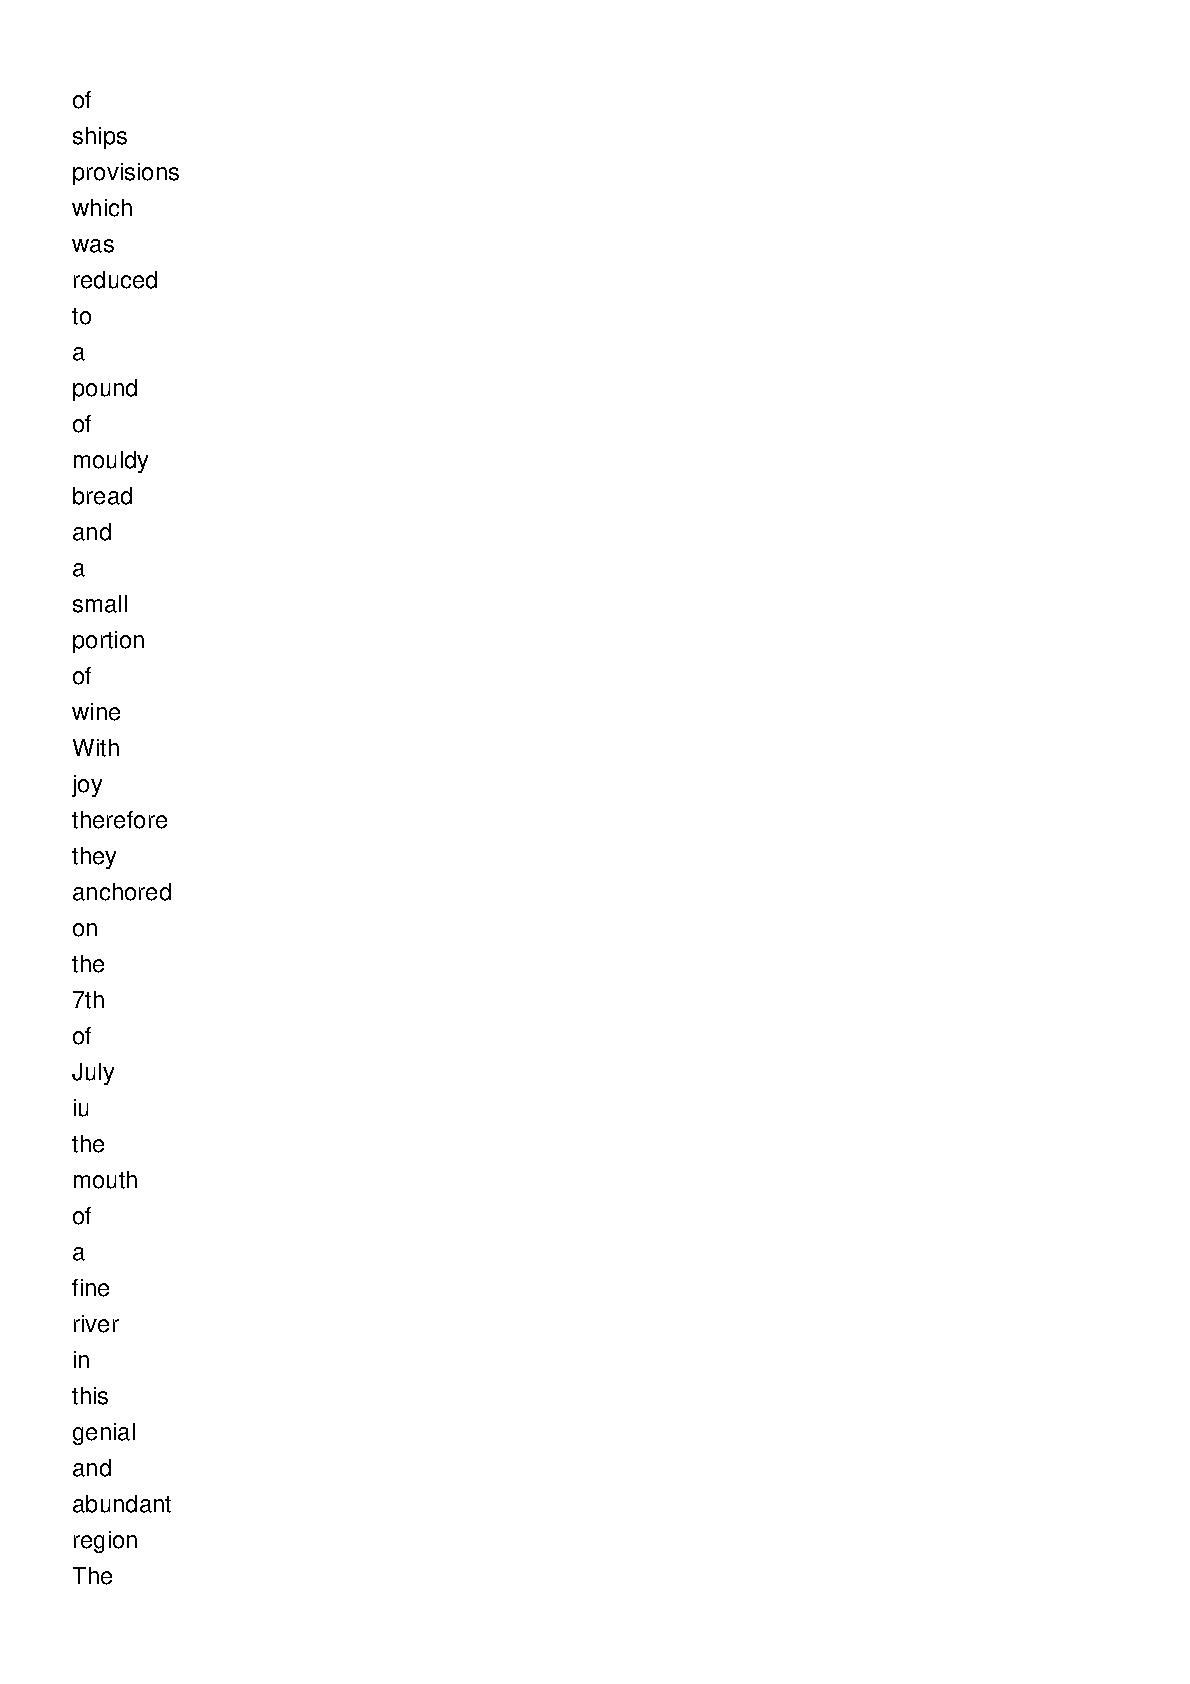 of
ships
provisions
which
was
reduced
to
a
pound
of
mouldy
bread
and
a
small
portion
of
wine
With
joy
therefore
they
anchored
on
the
7th
of
July
iu
the
mouth
of
a
fine
river
in
this
genial
and
abundant
region
The